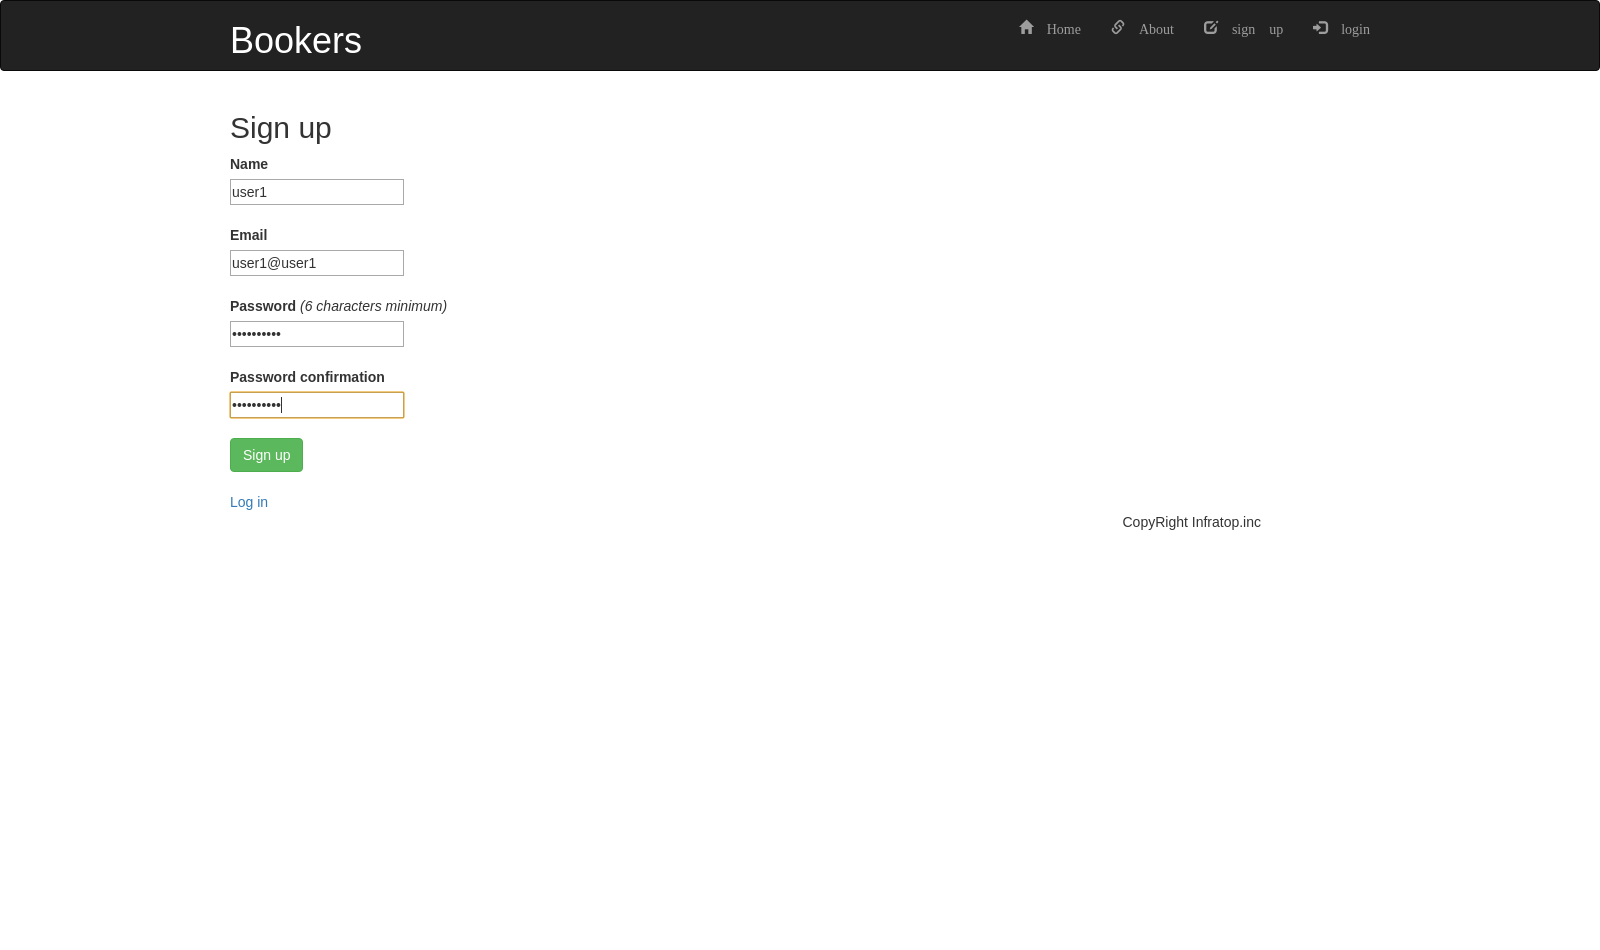 Bookers
Home About sign up login
Sign up
Name
user1
Email
user1@user1
Password (6 characters minimum)
••••••••••
Password confirmation
••••••••••
Sign up
Log in
CopyRight Infratop.inc